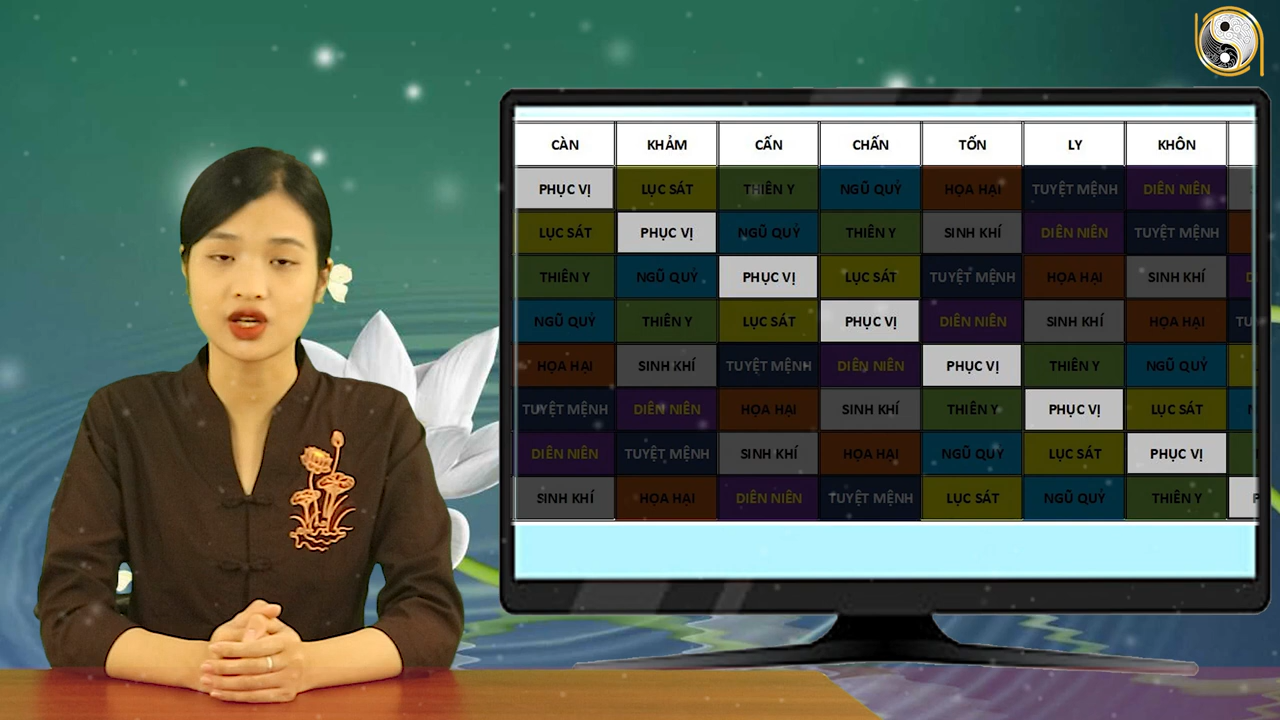 CÀN KHẢM CẤN CHẤN TỐN LY KHÔN
PHỤC VỊ LỤC SÁT THIÊN Y NGŨ QUỶ HỌA HẠI TUYỆT MỆNH DIÊN NIÊN
LỤC SÁT PHỤC VỊ NGŨ QUỶ THIÊN Y SINH KHÍ DIÊN NIÊN TUYỆT MỆNH
THIÊN Y NGŨ QUỶ PHỤC VỊ LỤC SÁT TUYỆT MỆNH HỌA HẠI SINH KHÍ
NGŨ QUỶ THIÊN Y LỤC SÁT PHỤC VỊ DIÊN NIÊN SINH KHÍ HỌA HẠI
HỌA HẠI SINH KHÍ TUYỆT MỆNH DIÊN NIÊN PHỤC VỊ THIÊN Y NGŨ QUỶ
TUYỆT MỆNH DIÊN NIÊN HỌA HẠI SINH KHÍ THIÊN Y PHỤC VỊ LỤC SÁT
DIÊN NIÊN TUYỆT MỆNH SINH KHÍ HỌA HẠI NGŨ QUỶ LỤC SÁT PHỤC VỊ
SINH KHÍ HỌA HẠI DIÊN NIÊN TUYỆT MỆNH LỤC SÁT NGŨ QUỶ THIÊN Y